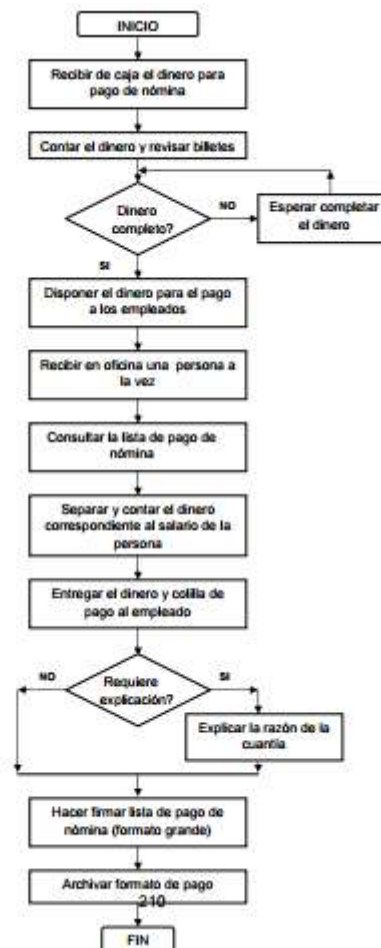 INICIO
Recibir de caja el dinero para
pago de nómina
Contar el dinero y revisar billetes
Dinero
completo?
NO
Esperar completar
el dinero
SI
Disponer el dinero para el pago
a los empleados
Recibir en oficina una persona a
la vez
Consultar la lista de pago de
nómina
Separar y contar el dinero
correspondiente al salario de la
persona
Entregar el dinero y colilla de
pago al empleado
NO
Requiere
explicación?
SI
Explicar la razón de la
cuantía
Hacer firmar lista de pago de
nómina (formato grande)
Archivar formato de pago
210
FIN